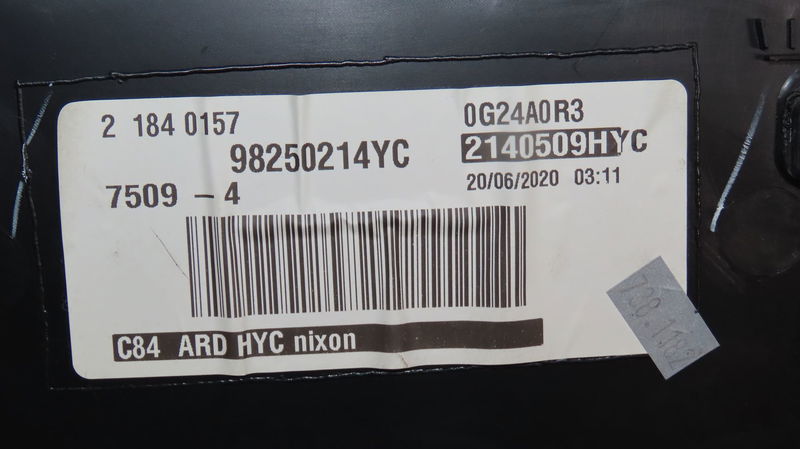 2 184 0157
0G24A0R3
98250214YC
2140509HYC
7509 - 4
20/06/2020 03:11
C84 ARD HYC nixon